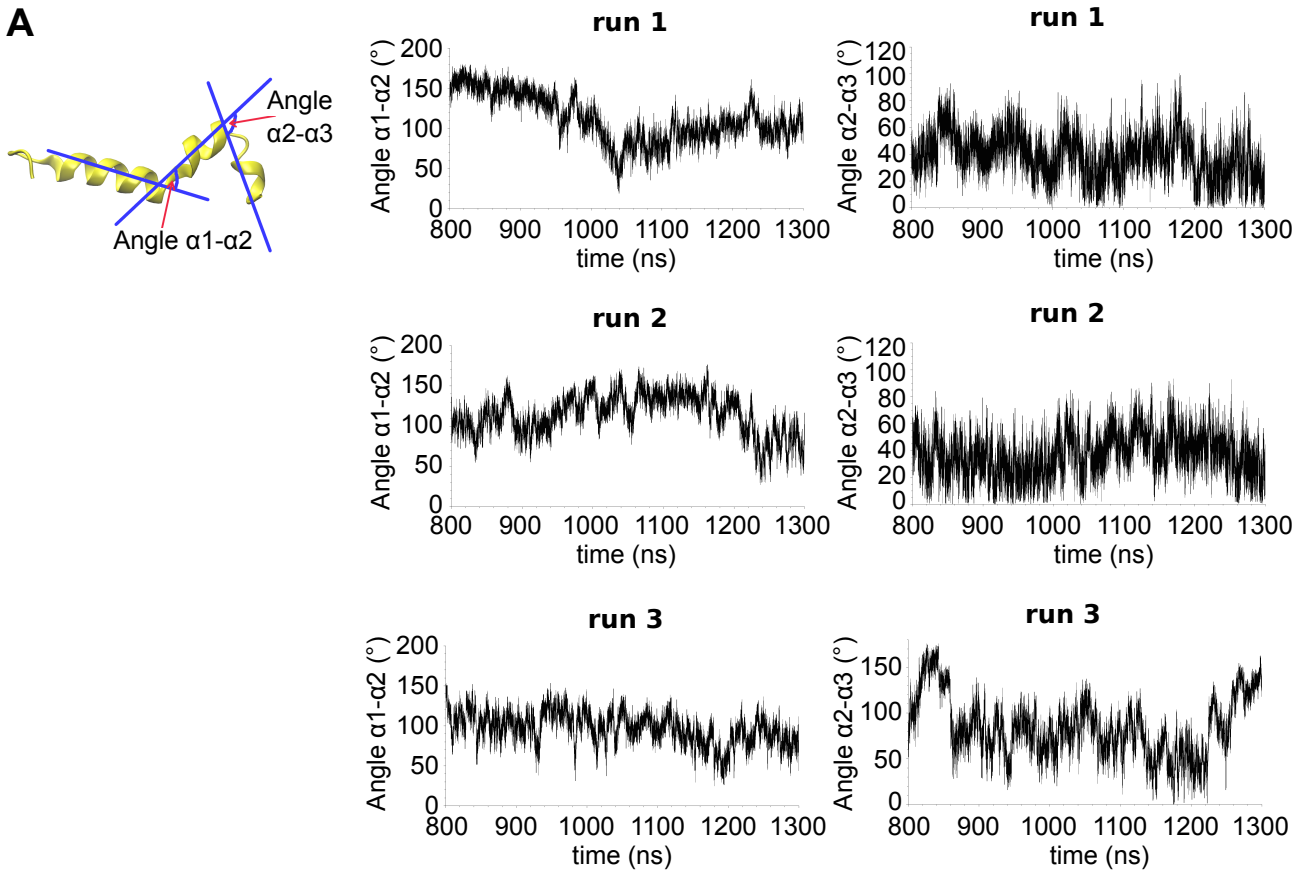 A
Angle
α2-α3
Angle α1-α2
run 1
Angle α1-α2 (°)
200
150
100
50
0
800 900 1000 1100 1200 1300
time (ns)
run 1
Angle α2-α3 (°)
120
100
80
60
40
20
0
800 900 1000 1100 1200 1300
time (ns)
run 2
Angle α1-α2 (°)
200
150
100
50
0
800 900 1000 1100 1200 1300
time (ns)
run 2
Angle α2-α3 (°)
120
100
80
60
40
20
0
800 900 1000 1100 1200 1300
time (ns)
run 3
Angle α1-α2 (°)
200
150
100
50
0
800 900 1000 1100 1200 1300
time (ns)
run 3
Angle α2-α3 (°)
150
100
50
0
800 900 1000 1100 1200 1300
time (ns)